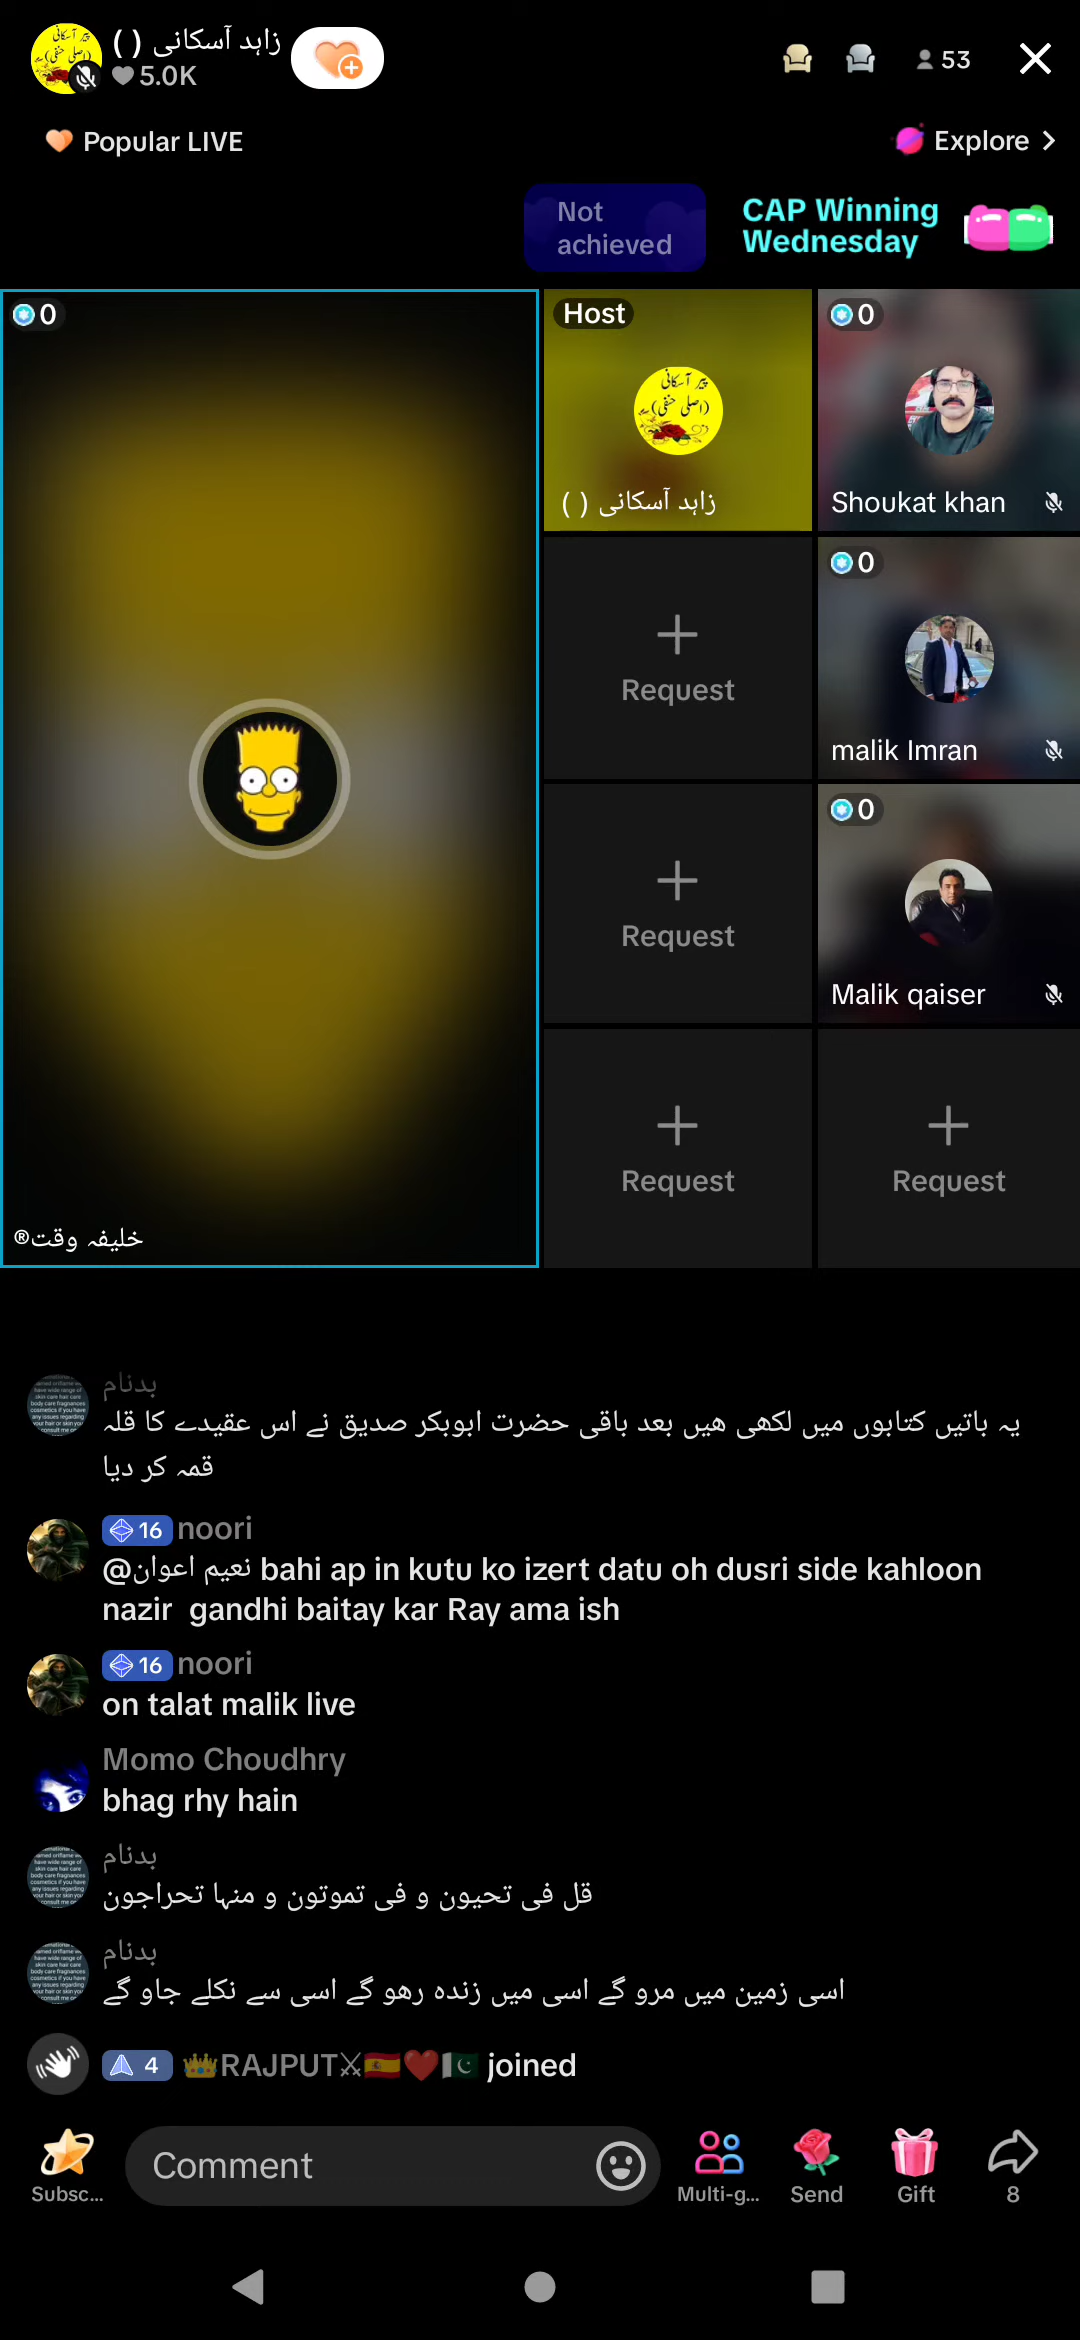 زاہد آسکانی ( )
5.0K
53
Popular LIVE
Explore
Not
achieved
CAP Winning
Wednesday
0
Host
پیر آسکانی
(اصلی حنفی)
زاہد آسکانی ( )
0
Shoukat khan
Request
0
malik Imran
Request
0
Malik qaiser
Request
Request
خلیفہ وقت®
بدنام
یہ باتیں کتابوں میں لکھی ھیں بعد باقی حضرت ابوبکر صدیق نے اس عقیدے کا قلہ
قمہ کر دیا
16 noori
@نعیم اعوان bahi ap in kutu ko izert datu oh dusri side kahloon
nazir gandhi baitay kar Ray ama ish
16 noori
on talat malik live
Momo Choudhry
bhag rhy hain
بدنام
قل فی تحیون و فی تموتون و منہا تحراجون
بدنام
اسی زمین میں مرو گے اسی میں زندہ رھو گے اسی سے نکلے جاو گے
4 👑RAJPUT⚔🇪🇸❤️🇵🇰 joined
Comment
Subsc...
Multi-g...
Send
Gift
8